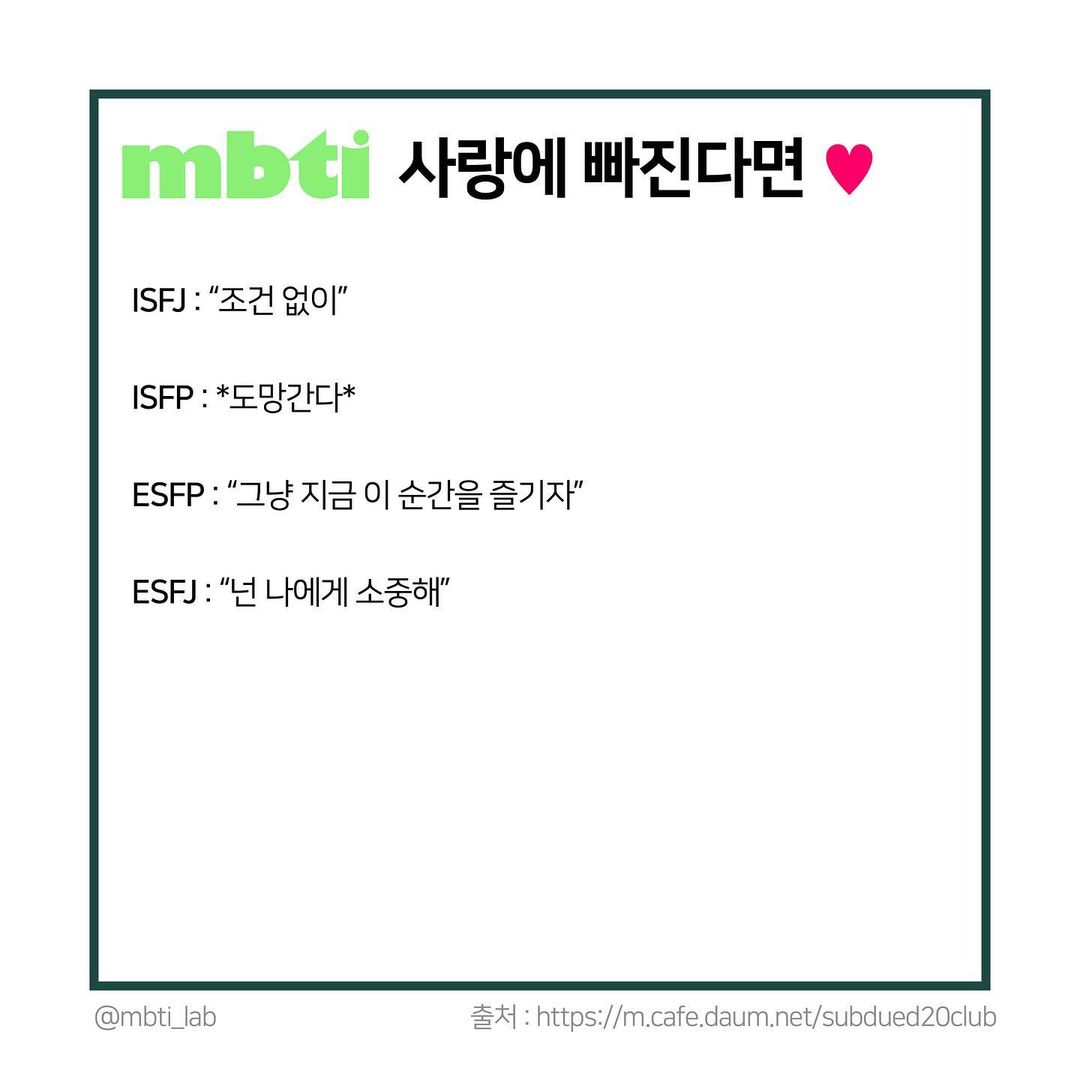 mbti 사랑에 빠진다면 ♥
ISFJ : “조건 없이”
ISFP : *도망간다*
ESFP : “그냥 지금 이 순간을 즐기자”
ESFJ : “넌 나에게 소중해”
@mbti_lab 출처 : https://m.cafe.daum.net/subdued20club